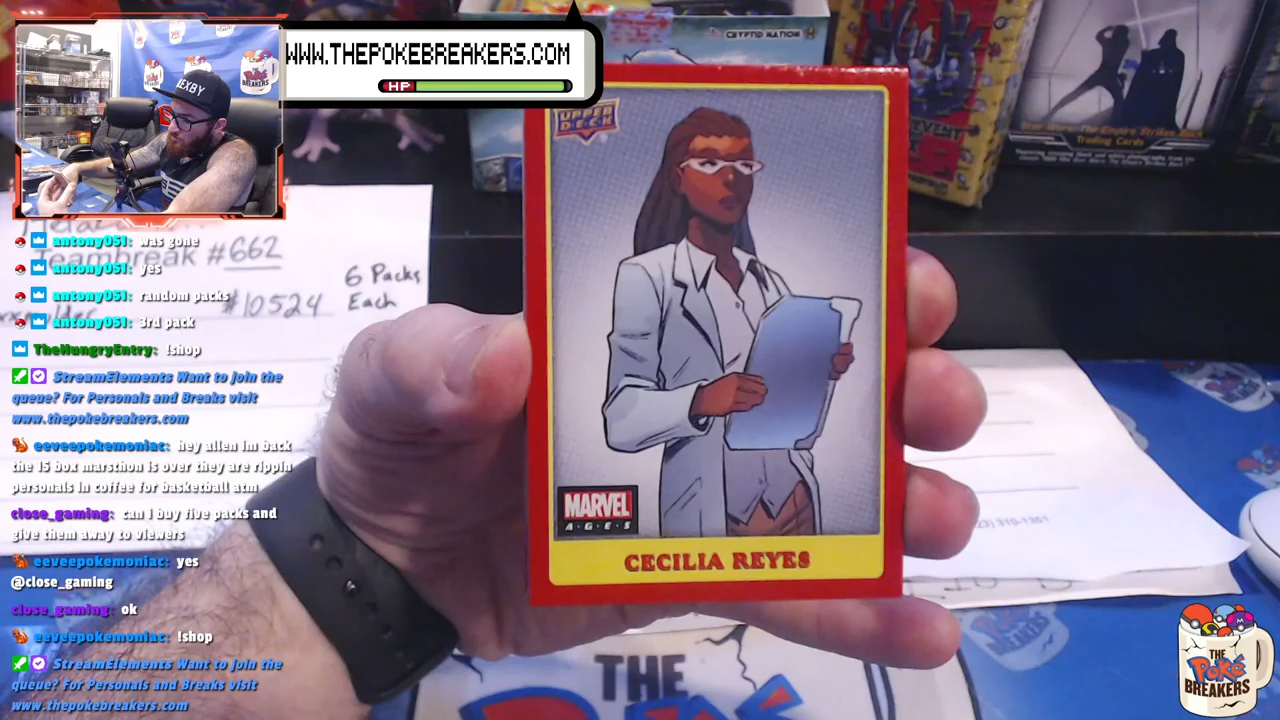 WWW.THEPOKEBREAKERS.COM
HP
CRYPTID NATION
UPPER
DECK
MARVEL
AGES
CECILIA REYES
Star Wars: The Empire Strikes Back
Trading Cards
Teambreak #662
6 Packs
Each
#10524
antony051: was gone
antony051: yes
antony051: random packs
antony051: 3rd pack
TheHungryEntry: !shop
StreamElements Want to join the
queue? For Personals and Breaks visit
www.thepokebreakers.com
eeveepokemoniac: hey allen im back
the 15 box marsthon is over they are rippin
personals in coffee for basketball atm
close_gaming: can I buy five packs and
give them away to viewers
eeveepokemoniac: yes
@close_gaming
close_gaming: ok
eeveepokemoniac: !shop
StreamElements Want to join the
queue? For Personals and Breaks visit
www.thepokebreakers.com
THE
THE
Poké
BREAKERS